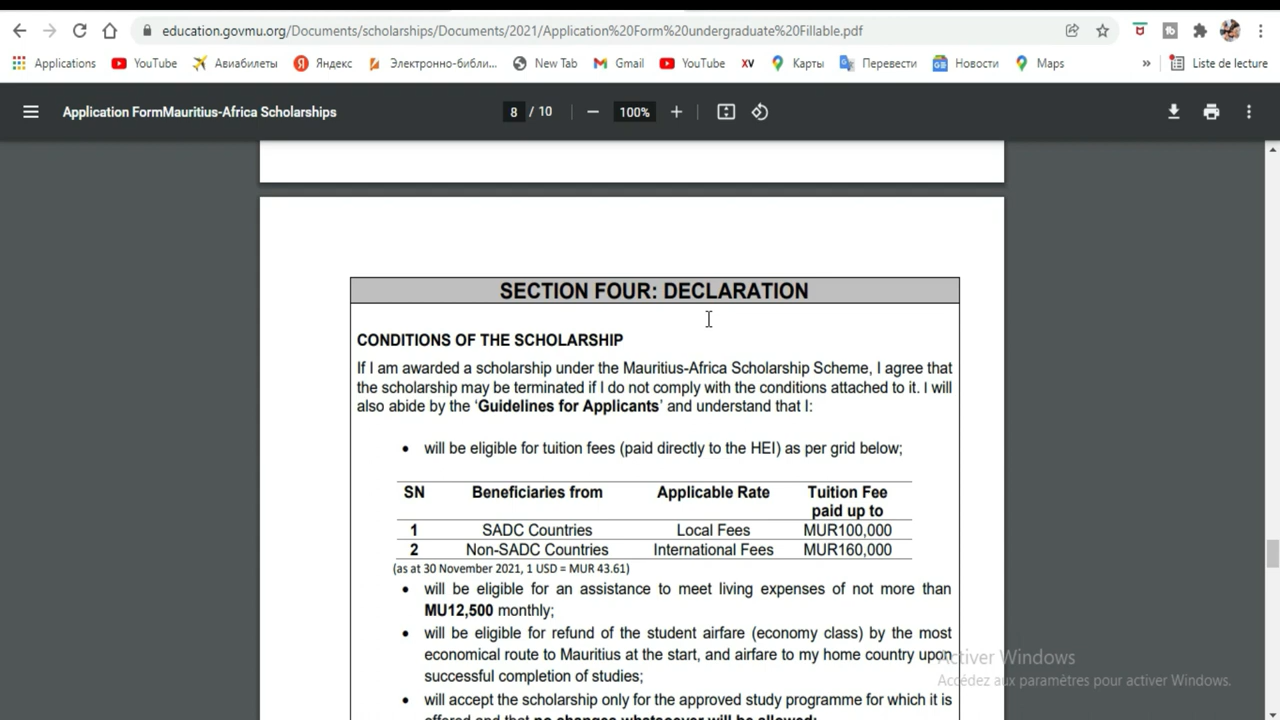 education.govmu.org/Documents/scholarships/Documents/2021/Application%20Form%20undergraduate%20Fillable.pdf
Applications YouTube Авиабилеты Яндекс Электронно-библи... New Tab Gmail YouTube XV Карты Перевести Новости Maps » Liste de lecture
Application FormMauritius-Africa Scholarships 8 / 10 100%
SECTION FOUR: DECLARATION
CONDITIONS OF THE SCHOLARSHIP
If I am awarded a scholarship under the Mauritius-Africa Scholarship Scheme, I agree that
the scholarship may be terminated if I do not comply with the conditions attached to it. I will
also abide by the 'Guidelines for Applicants' and understand that I:
• will be eligible for tuition fees (paid directly to the HEI) as per grid below;
SN Beneficiaries from Applicable Rate Tuition Fee
paid up to
1 SADC Countries Local Fees MUR100,000
2 Non-SADC Countries International Fees MUR160,000
(as at 30 November 2021, 1 USD = MUR 43.61)
• will be eligible for an assistance to meet living expenses of not more than
MU12,500 monthly;
• will be eligible for refund of the student airfare (economy class) by the most
economical route to Mauritius at the start, and airfare to my home country upon
successful completion of studies;
• will accept the scholarship only for the approved study programme for which it is
offered and that no changes whatsoever will be allowed;
Activer Windows
Accédez aux paramètres pour activer Windows.